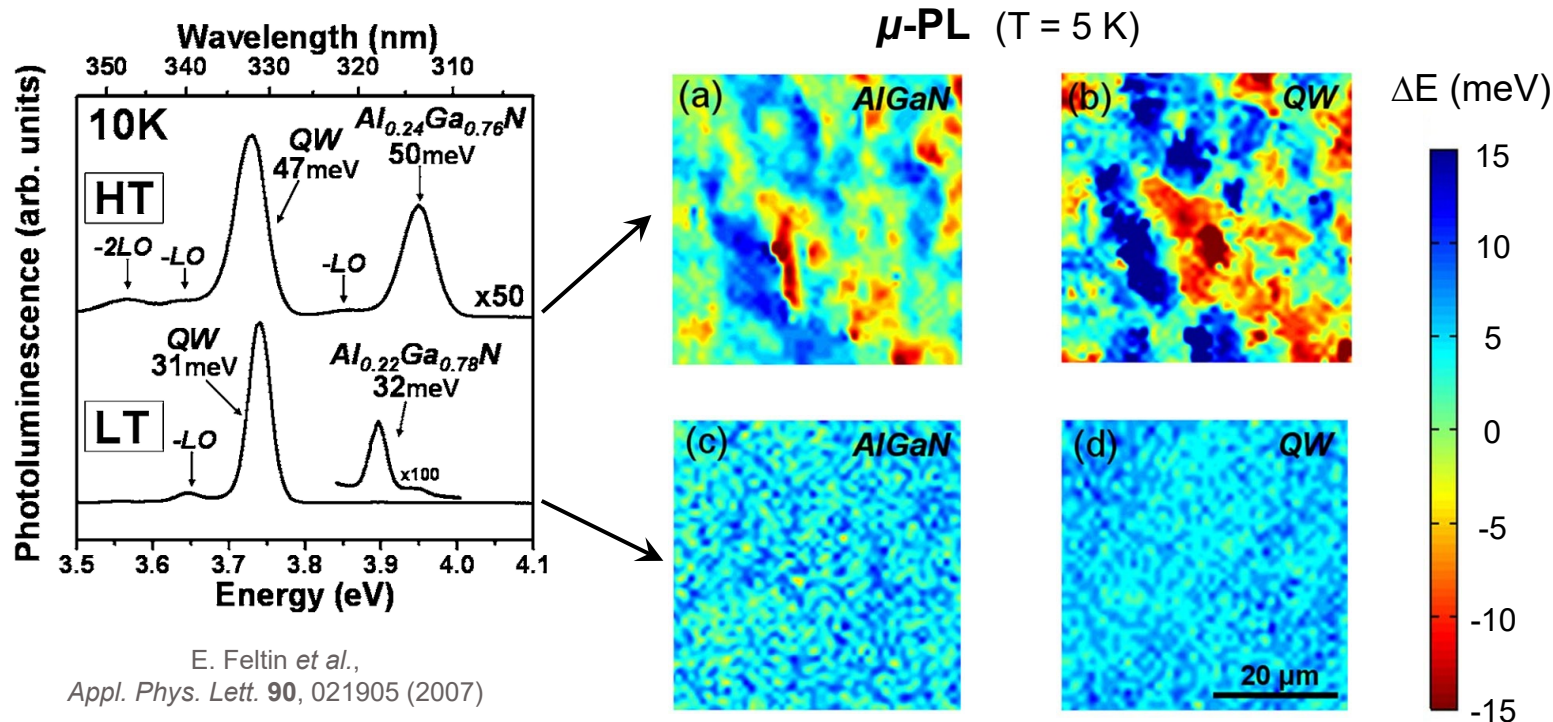 Wavelength (nm)
350 340 330 320 310
Photoluminescence (arb. units)
10K
QW
47meV
Al0.24Ga0.76N
50meV
HT
-2LO
-LO
-LO
x50
QW
31meV
Al0.22Ga0.78N
32meV
LT
-LO
x100
3.5 3.6 3.7 3.8 3.9 4.0 4.1
Energy (eV)
E. Feltin et al.,
Appl. Phys. Lett. 90, 021905 (2007)
μ-PL (T = 5 K)
(a) AlGaN
(b) QW
(c) AlGaN
(d) QW
20 μm
ΔE (meV)
15
10
5
0
-5
-10
-15